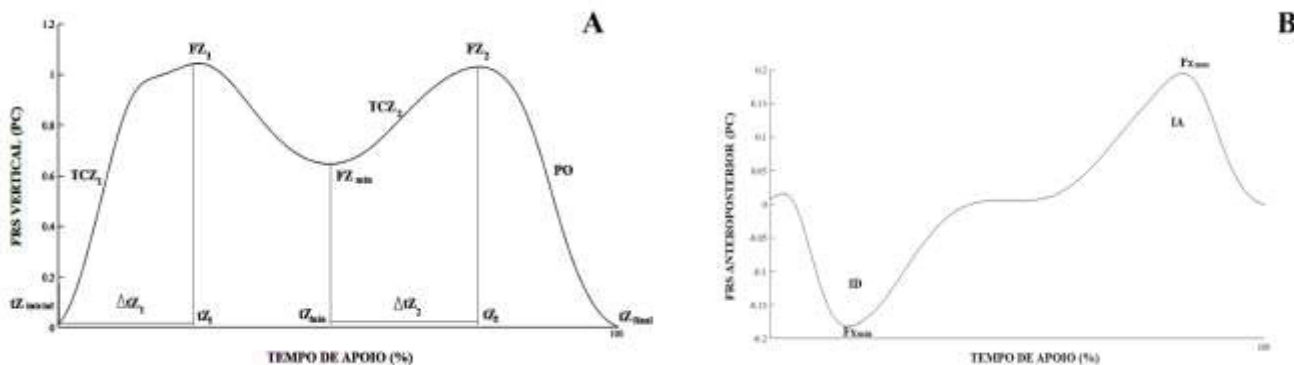 A
FRS VERTICAL (PC)
1.2
1
0.8
0.6
0.4
0.2
0
FZ1
FZ2
TCZ1
TCZ2
FZ min
PO
ΔtZ1
tZ1
tZmin
ΔtZ2
tZ2
tZfinal
100
TEMPO DE APOIO (%)
B
FRS ANTEROPOSTERIOR (PC)
0.2
0.15
0.1
0.05
0
-0.05
-0.1
-0.15
-0.2
IA
ID
Fxmin
100
TEMPO DE APOIO (%)